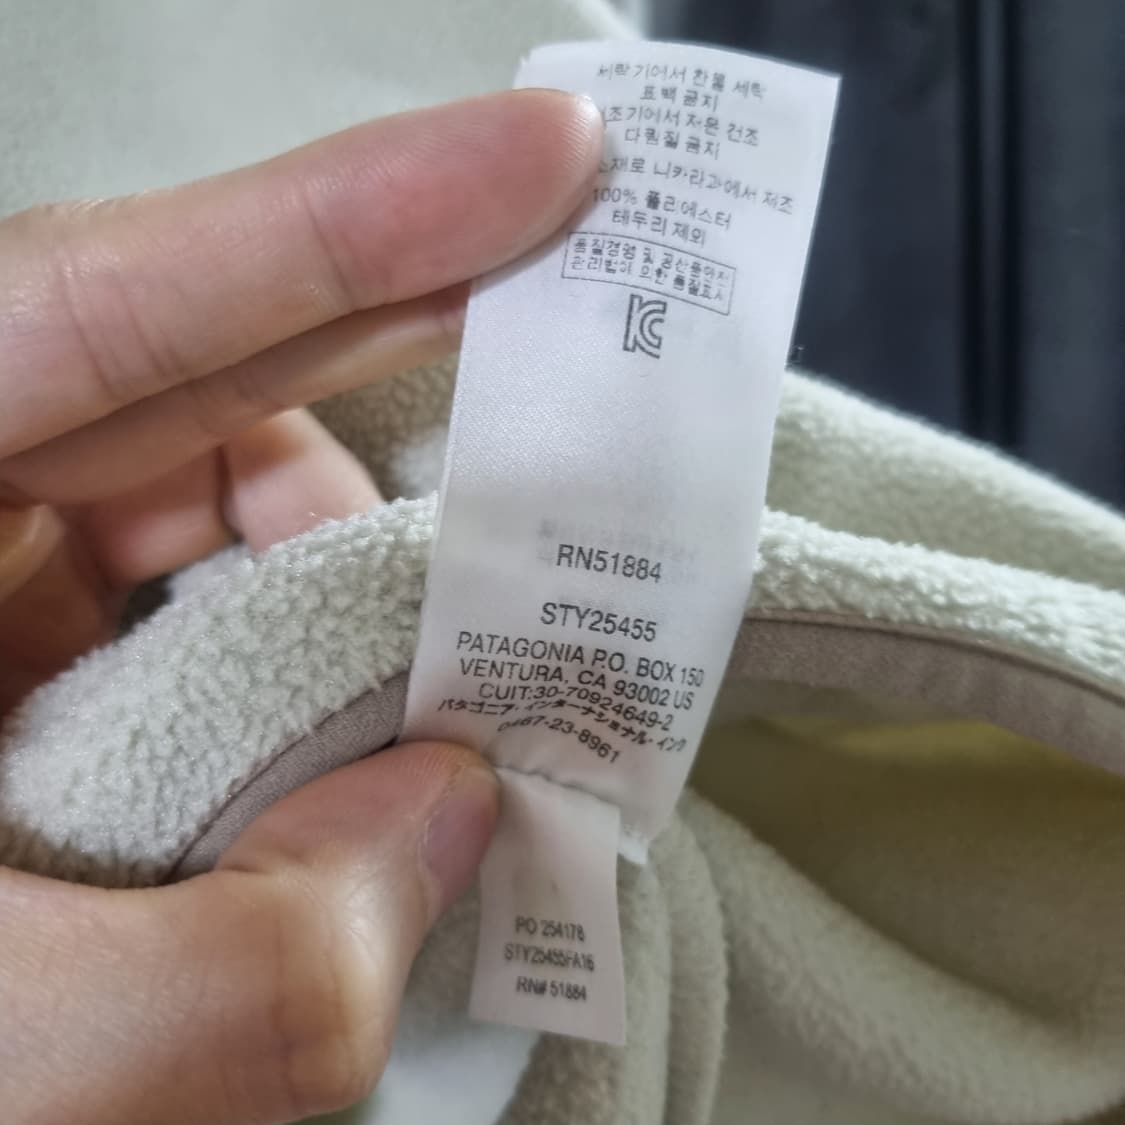 세탁기에서 찬물 세탁
표백 금지
건조기에서 저온 건조
다림질 금지
소재로 니카라과에서 제조
100% 폴리에스터
테두리 제외
품질경영 및 공산품안전
관리법에 의한 품질표시
KC
RN51884
STY25455
PATAGONIA P.O. BOX 150
VENTURA, CA 93002 US
CUIT:30-70924649-2
パタゴニア・インターナショナル・インク
0467-23-8961
PO 254178
STY25455FA16
RN# 51884